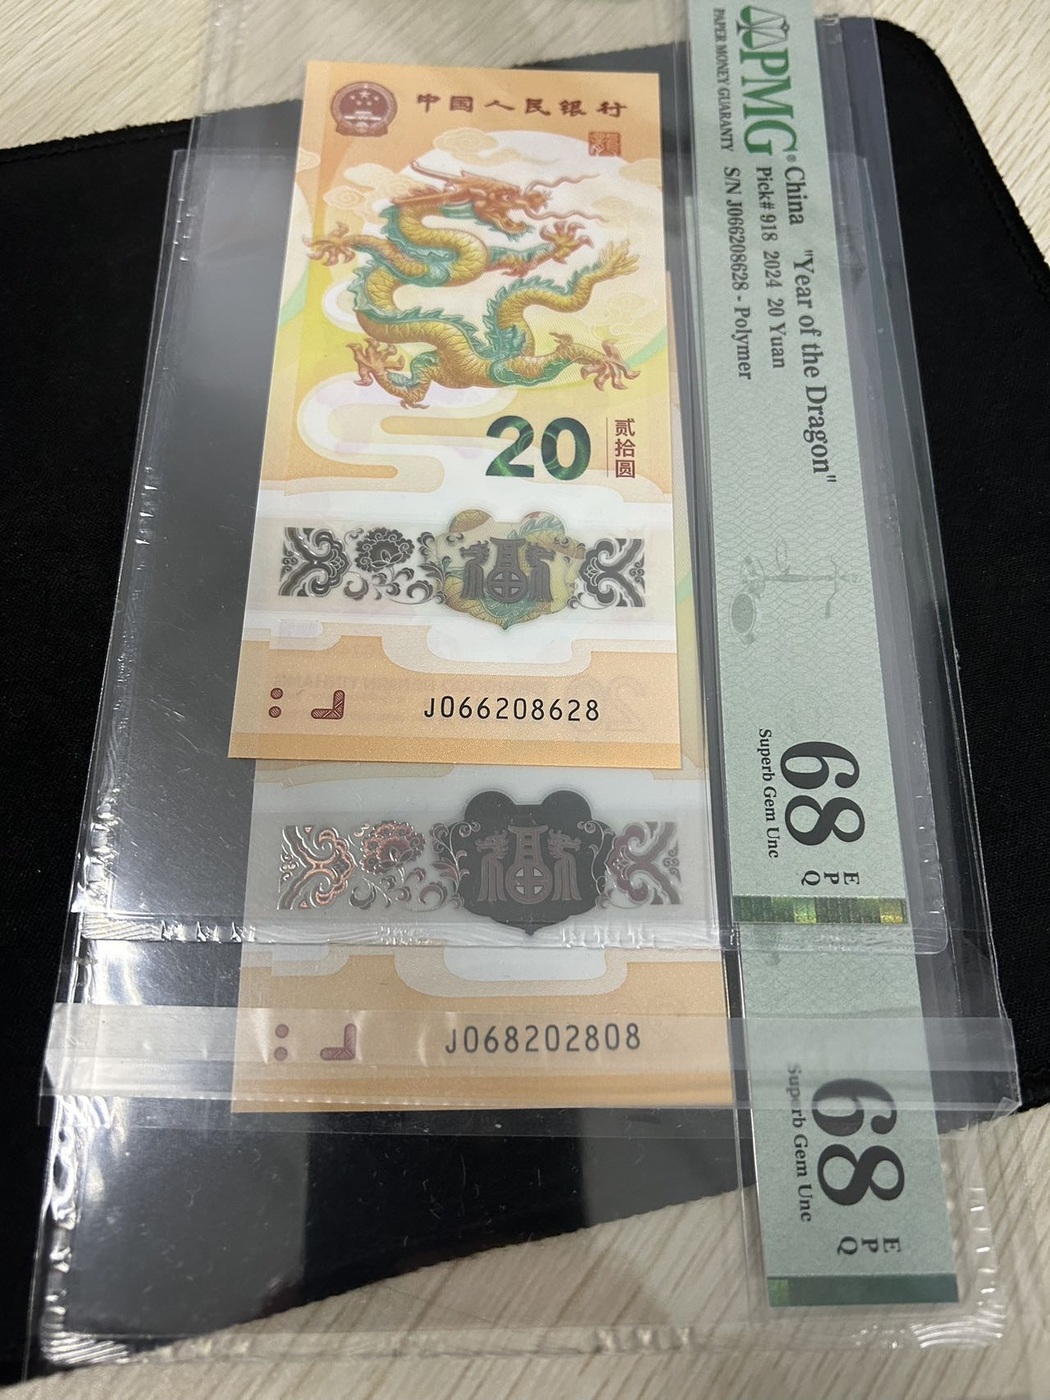 中国人民银行
20
贰拾圆
J066208628
J068202808
PMG®
PAPER MONEY GUARANTY
China "Year of the Dragon"
Pick# 918 2024 20 Yuan
S/N J066208628 - Polymer
68 EPQ
Superb Gem Unc
68 EPQ
Superb Gem Unc